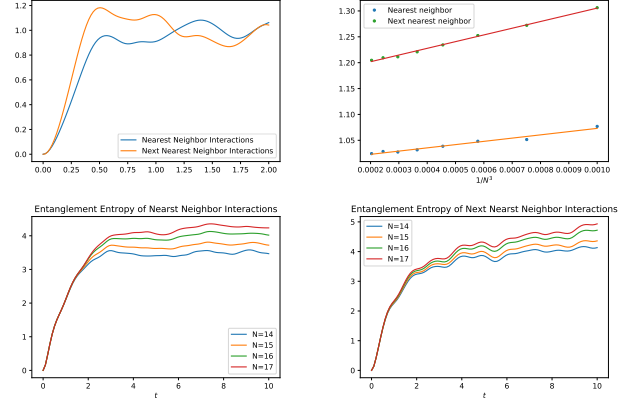 1.2
1.0
0.8
0.6
0.4
0.2
0.0
Nearest Neighbor Interactions
Next Nearest Neighbor Interactions
0.00 0.25 0.50 0.75 1.00 1.25 1.50 1.75 2.00
1.30
1.25
1.20
1.15
1.10
1.05
Nearest neighbor
Next nearest neighbor
0.0002 0.0003 0.0004 0.0005 0.0006 0.0007 0.0008 0.0009 0.0010
1/N³
Entanglement Entropy of Nearst Neighbor Interactions
4
3
2
1
0
N=14
N=15
N=16
N=17
0 2 4 6 8 10
t
Entanglement Entropy of Next Nearest Neighbor Interactions
5
4
3
2
1
0
N=14
N=15
N=16
N=17
0 2 4 6 8 10
t